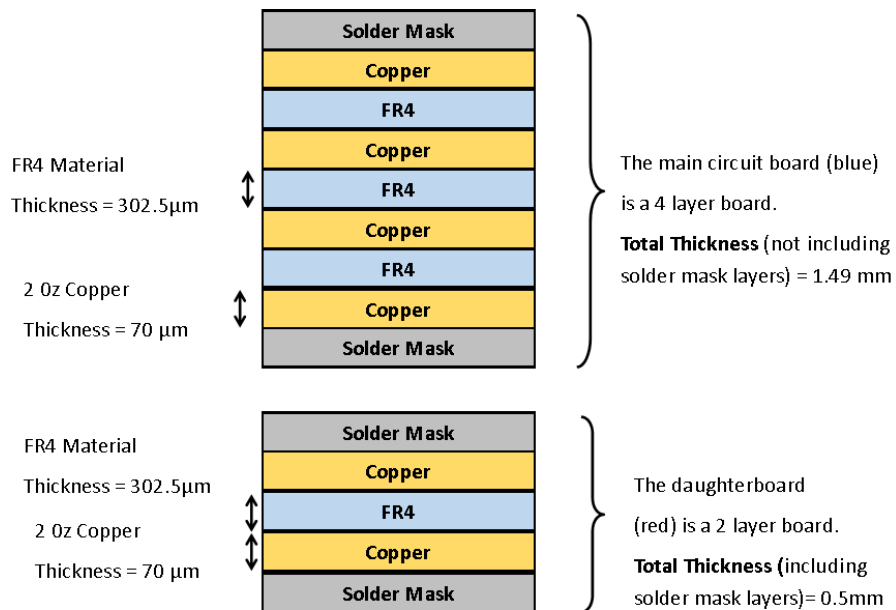 Solder Mask
Copper
FR4
Copper
FR4
Copper
FR4
Copper
Solder Mask
FR4 Material
Thickness = 302.5µm
2 0z Copper
Thickness = 70 µm
The main circuit board (blue)
is a 4 layer board.
Total Thickness (not including
solder mask layers) = 1.49 mm
Solder Mask
Copper
FR4
Copper
Solder Mask
FR4 Material
Thickness = 302.5µm
2 0z Copper
Thickness = 70 µm
The daughterboard
(red) is a 2 layer board.
Total Thickness (including
solder mask layers)= 0.5mm